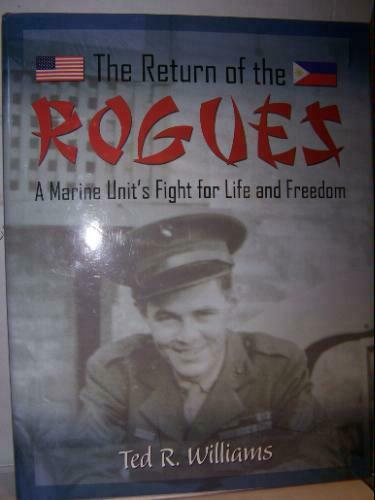 The Return of the
ROGUES
A Marine Unit's Fight for Life and Freedom
Ted R. Williams